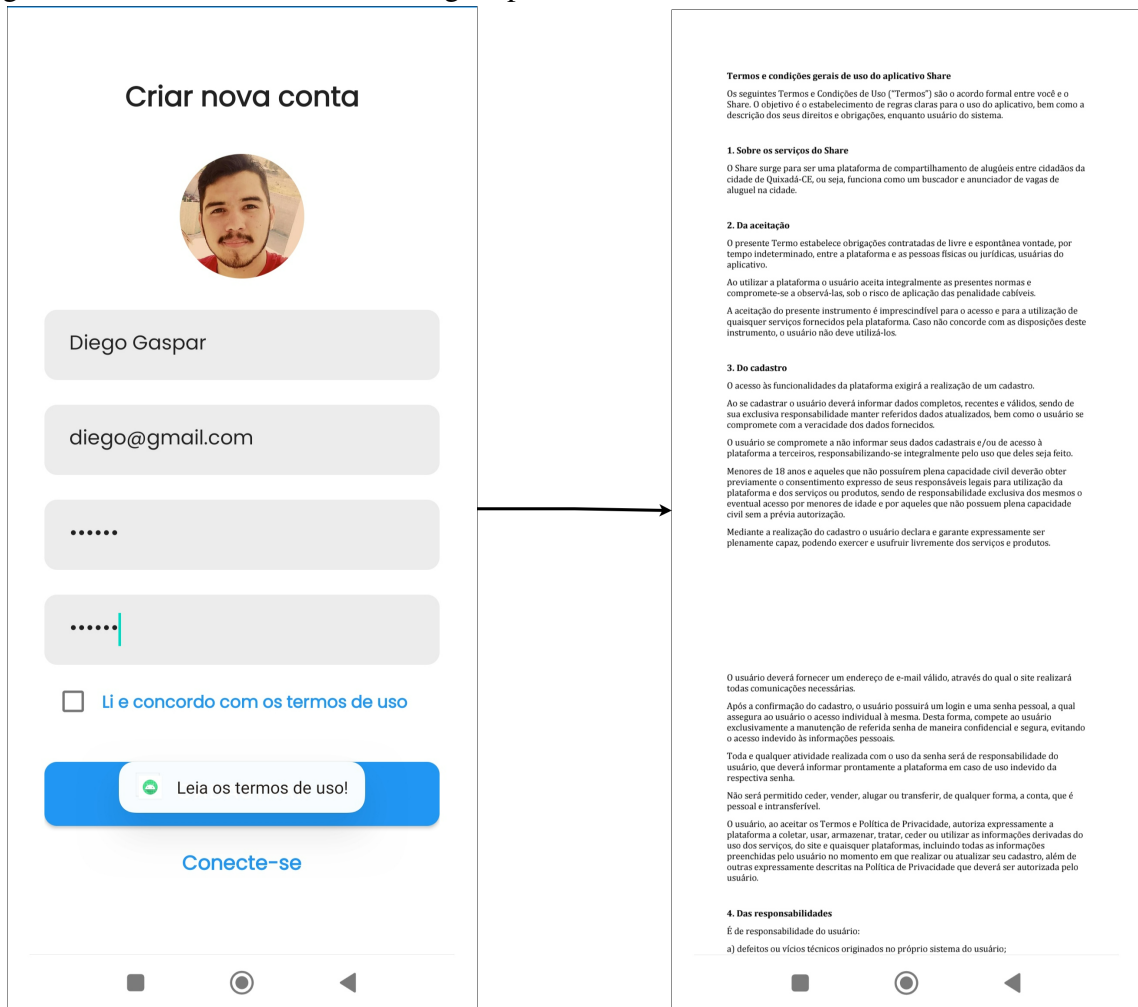 Criar nova conta
Diego Gaspar
diego@gmail.com
••••••
••••••
Li e concordo com os termos de uso
Leia os termos de uso!
Conecte-se
Termos e condições gerais de uso do aplicativo Share
Os seguintes Termos e Condições de Uso ("Termos") são o acordo formal entre você e o
Share. O objetivo é o estabelecimento de regras claras para o uso do aplicativo, bem como a
descrição dos seus direitos e obrigações, enquanto usuário do sistema.
1. Sobre os serviços do Share
O Share surge para ser uma plataforma de compartilhamento de alugúeis entre cidadãos da
cidade de Quixadá-CE, ou seja, funciona como um buscador e anunciador de vagas de
aluguel na cidade.
2. Da aceitação
O presente Termo estabelece obrigações contratadas de livre e espontânea vontade, por
tempo indeterminado, entre a plataforma e as pessoas físicas ou jurídicas, usuárias do
aplicativo.
Ao utilizar a plataforma o usuário aceita integralmente as presentes normas e
compromete-se a observá-las, sob o risco de aplicação das penalidade cabíveis.
A aceitação do presente instrumento é imprescindível para o acesso e para a utilização de
quaisquer serviços fornecidos pela plataforma. Caso não concorde com as disposições deste
instrumento, o usuário não deve utilizá-los.
3. Do cadastro
O acesso às funcionalidades da plataforma exigirá a realização de um cadastro.
Ao se cadastrar o usuário deverá informar dados completos, recentes e válidos, sendo de
sua exclusiva responsabilidade manter referidos dados atualizados, bem como o usuário se
compromete com a veracidade dos dados fornecidos.
O usuário se compromete a não informar seus dados cadastrais e/ou de acesso à
plataforma a terceiros, responsabilizando-se integralmente pelo uso que deles seja feito.
Menores de 18 anos e aqueles que não possuírem plena capacidade civil deverão obter
previamente o consentimento expresso de seus responsáveis legais para utilização da
plataforma e dos serviços ou produtos, sendo de responsabilidade exclusiva dos mesmos o
eventual acesso por menores de idade e por aqueles que não possuem plena capacidade
civil sem a prévia autorização.
Mediante a realização do cadastro o usuário declara e garante expressamente ser
plenamente capaz, podendo exercer e usufruir livremente dos serviços e produtos.
O usuário deverá fornecer um endereço de e-mail válido, através do qual o site realizará
todas comunicações necessárias.
Após a confirmação do cadastro, o usuário possuirá um login e uma senha pessoal, a qual
assegura ao usuário o acesso individual à mesma. Desta forma, compete ao usuário
exclusivamente a manutenção de referida senha de maneira confidencial e segura, evitando
o acesso indevido às informações pessoais.
Toda e qualquer atividade realizada com o uso da senha será de responsabilidade do
usuário, que deverá informar prontamente a plataforma em caso de uso indevido da
respectiva senha.
Não será permitido ceder, vender, alugar ou transferir, de qualquer forma, a conta, que é
pessoal e intransferível.
O usuário, ao aceitar os Termos e Política de Privacidade, autoriza expressamente a
plataforma a coletar, usar, armazenar, tratar, ceder ou utilizar as informações derivadas do
uso dos serviços, do site e quaisquer plataformas, incluindo todas as informações
preenchidas pelo usuário no momento em que realizar ou atualizar seu cadastro, além de
outras expressamente descritas na Política de Privacidade que deverá ser autorizada pelo
usuário.
4. Das responsabilidades
É de responsabilidade do usuário:
a) defeitos ou vícios técnicos originados no próprio sistema do usuário;